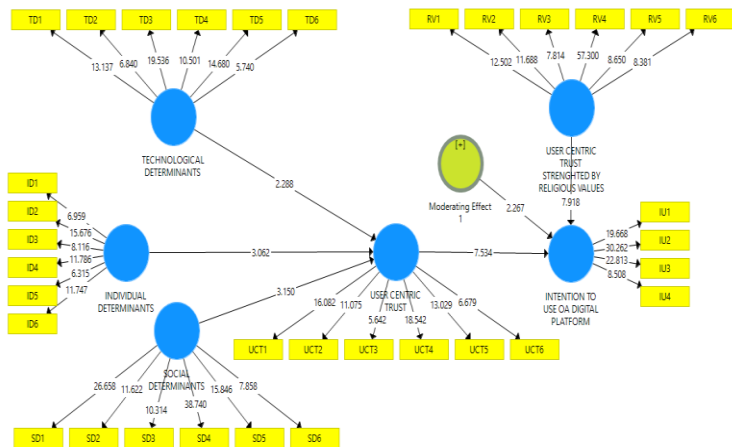 TD1 TD2 TD3 TD4 TD5 TD6
RV1 RV2 RV3 RV4 RV5 RV6
13.137 6.840 19.536 10.501 14.680 5.740
12.502 11.688 7.814 57.300 8.650 8.381
TECHNOLOGICAL
DETERMINANTS
USER CENTRIC
TRUST
STRENGHTED BY
RELIGIOUS VALUES
[+]
Moderating Effect
1
2.288
2.267
7.918
ID1
ID2
ID3
ID4
ID5
ID6
6.959
15.676
8.116
11.786
6.315
11.747
INDIVIDUAL
DETERMINANTS
3.062
3.150
7.534
USER CENTRIC
TRUST
IU1
IU2
IU3
IU4
19.668
30.262
22.813
8.508
INTENTION TO
USE OA DIGITAL
PLATFORM
16.082 11.075 5.642 18.542 13.029 6.679
UCT1 UCT2 UCT3 UCT4 UCT5 UCT6
SOCIAL
DETERMINANTS
26.658 11.622 10.314 38.740 15.846 7.858
SD1 SD2 SD3 SD4 SD5 SD6